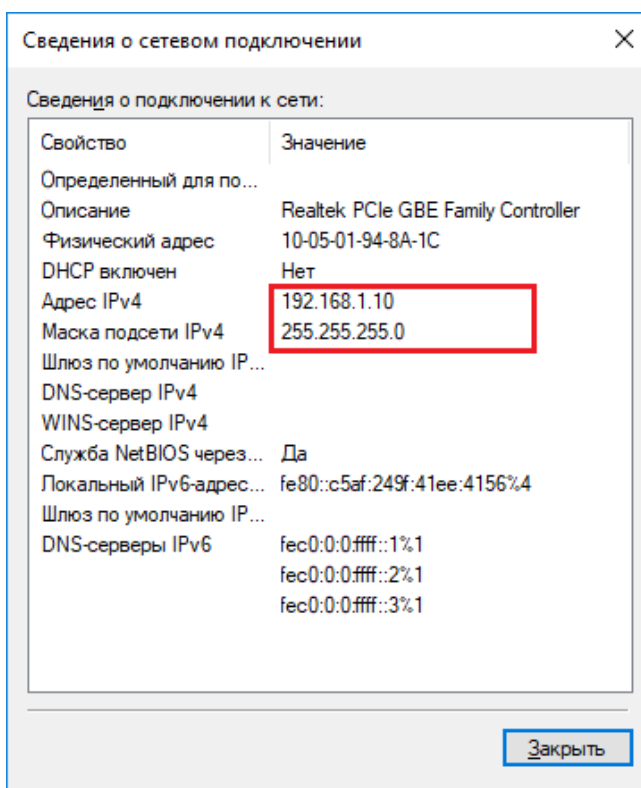 Сведения о сетевом подключении
Сведения о подключении к сети:
Свойство Значение
Определенный для по...
Описание Realtek PCIe GBE Family Controller
Физический адрес 10-05-01-94-8A-1C
DHCP включен Нет
Адрес IPv4 192.168.1.10
Маска подсети IPv4 255.255.255.0
Шлюз по умолчанию IP...
DNS-сервер IPv4
WINS-сервер IPv4
Служба NetBIOS через... Да
Локальный IPv6-адрес... fe80::c5af:249f:41ee:4156%4
Шлюз по умолчанию IP...
DNS-серверы IPv6 fec0:0:0:ffff::1%1
fec0:0:0:ffff::2%1
fec0:0:0:ffff::3%1
Закрыть